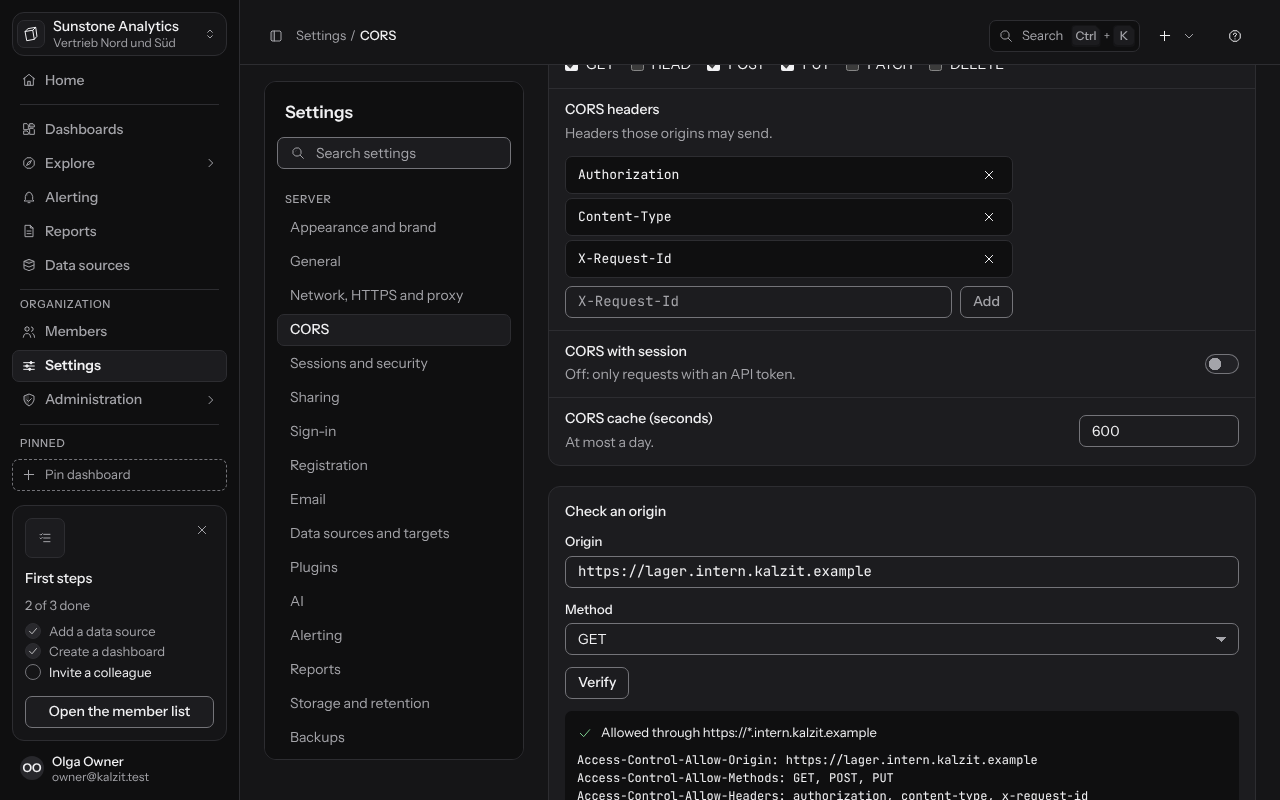 Sunstone Analytics
Vertrieb Nord und Süd
Home
Dashboards
Explore
Alerting
Reports
Data sources
ORGANIZATION
Members
Settings
Administration
PINNED
Pin dashboard
First steps
2 of 3 done
Add a data source
Create a dashboard
Invite a colleague
Open the member list
OO
Olga Owner
owner@kalzit.test
Settings / CORS
Search Ctrl + K
Settings
Search settings
SERVER
Appearance and brand
General
Network, HTTPS and proxy
CORS
Sessions and security
Sharing
Sign-in
Registration
Email
Data sources and targets
Plugins
AI
Alerting
Reports
Storage and retention
Backups
GET HEAD POST PUT PATCH DELETE
CORS headers
Headers those origins may send.
Authorization
Content-Type
X-Request-Id
X-Request-Id Add
CORS with session
Off: only requests with an API token.
CORS cache (seconds)
At most a day.
600
Check an origin
Origin
https://lager.intern.kalzit.example
Method
GET
Verify
Allowed through https://*.intern.kalzit.example
Access-Control-Allow-Origin: https://lager.intern.kalzit.example
Access-Control-Allow-Methods: GET, POST, PUT
Access-Control-Allow-Headers: authorization, content-type, x-request-id